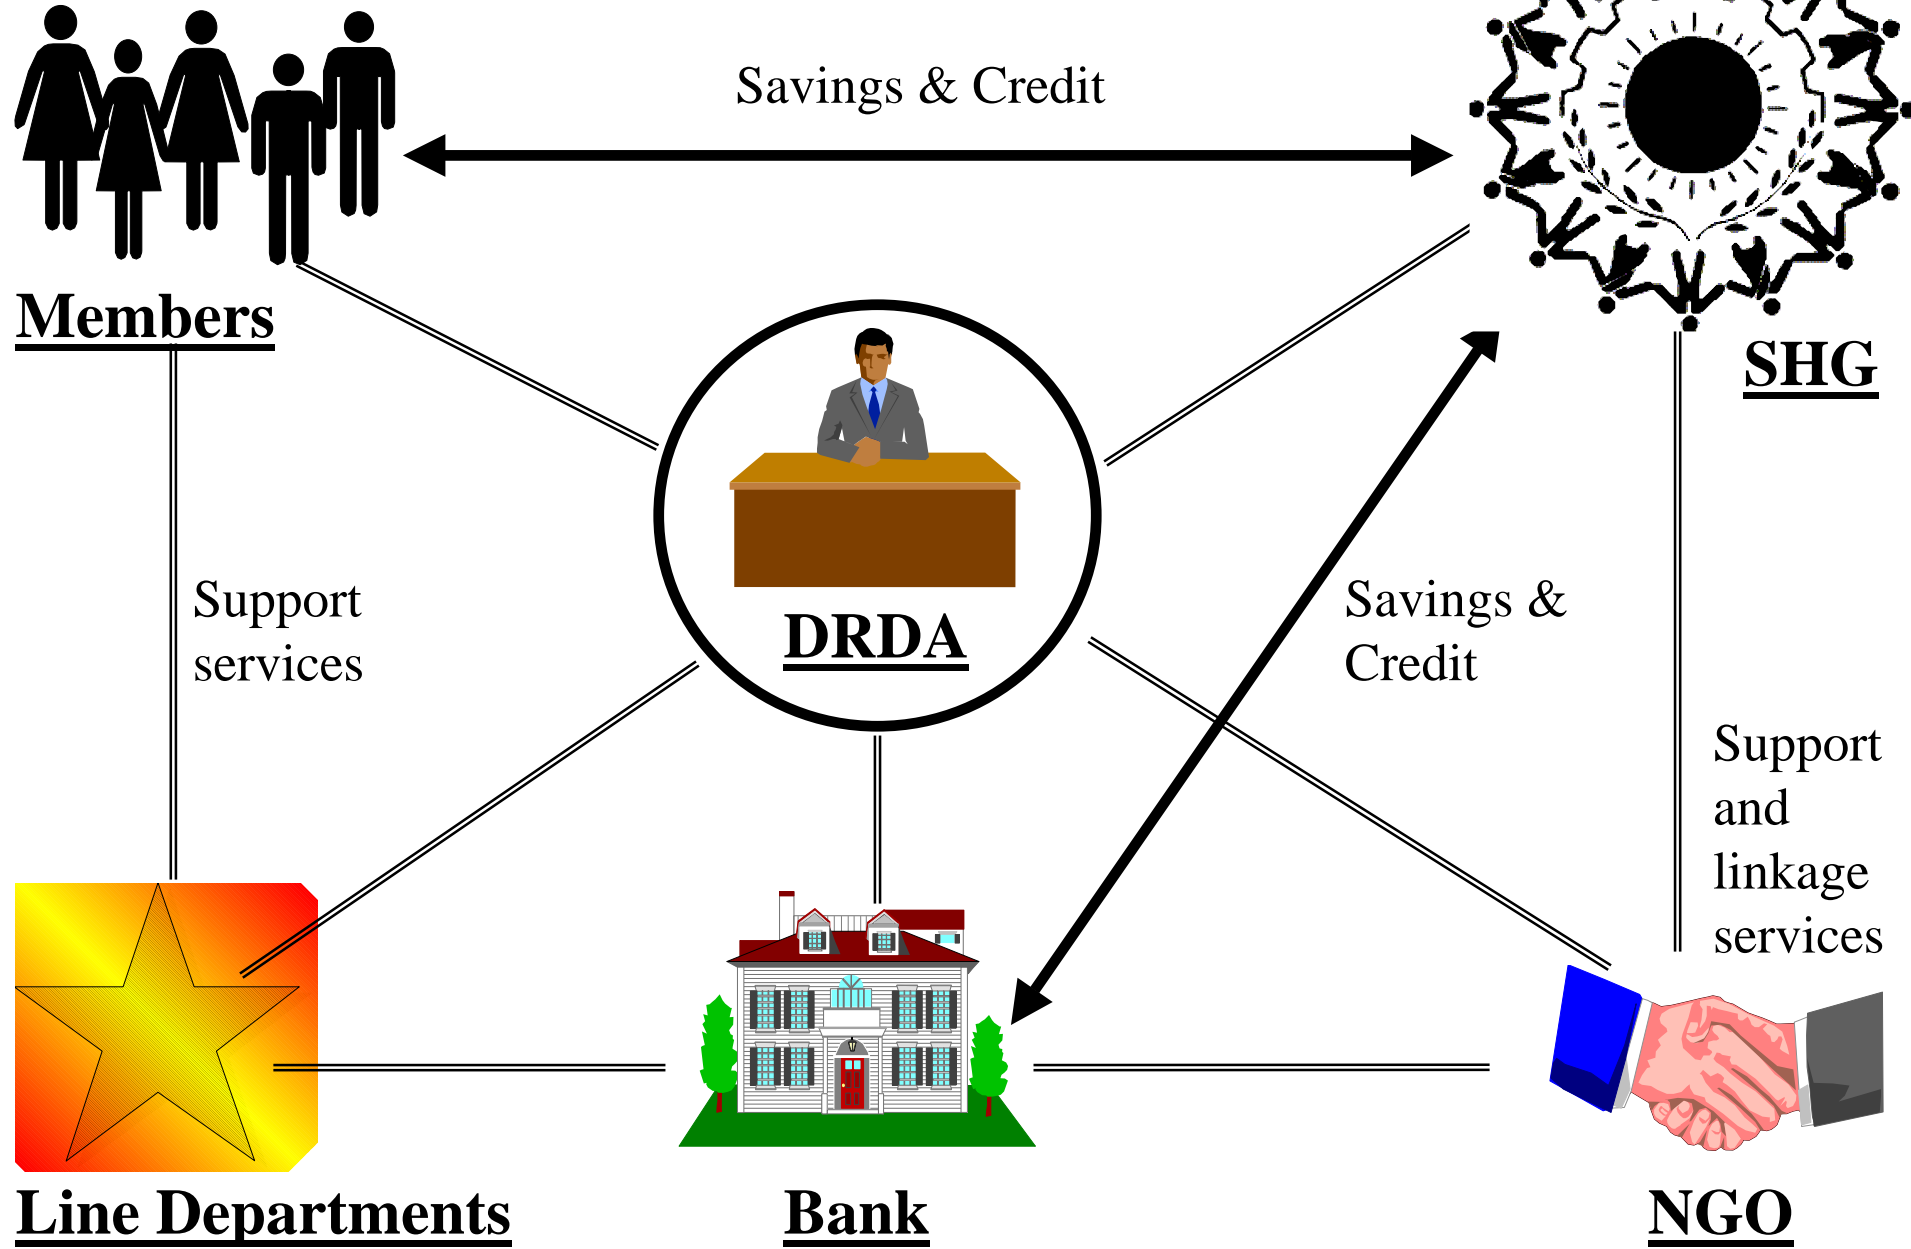 Savings & Credit
Members
SHG
DRDA
Support
services
Savings &
Credit
Support
and
linkage
services
Line Departments
Bank
NGO